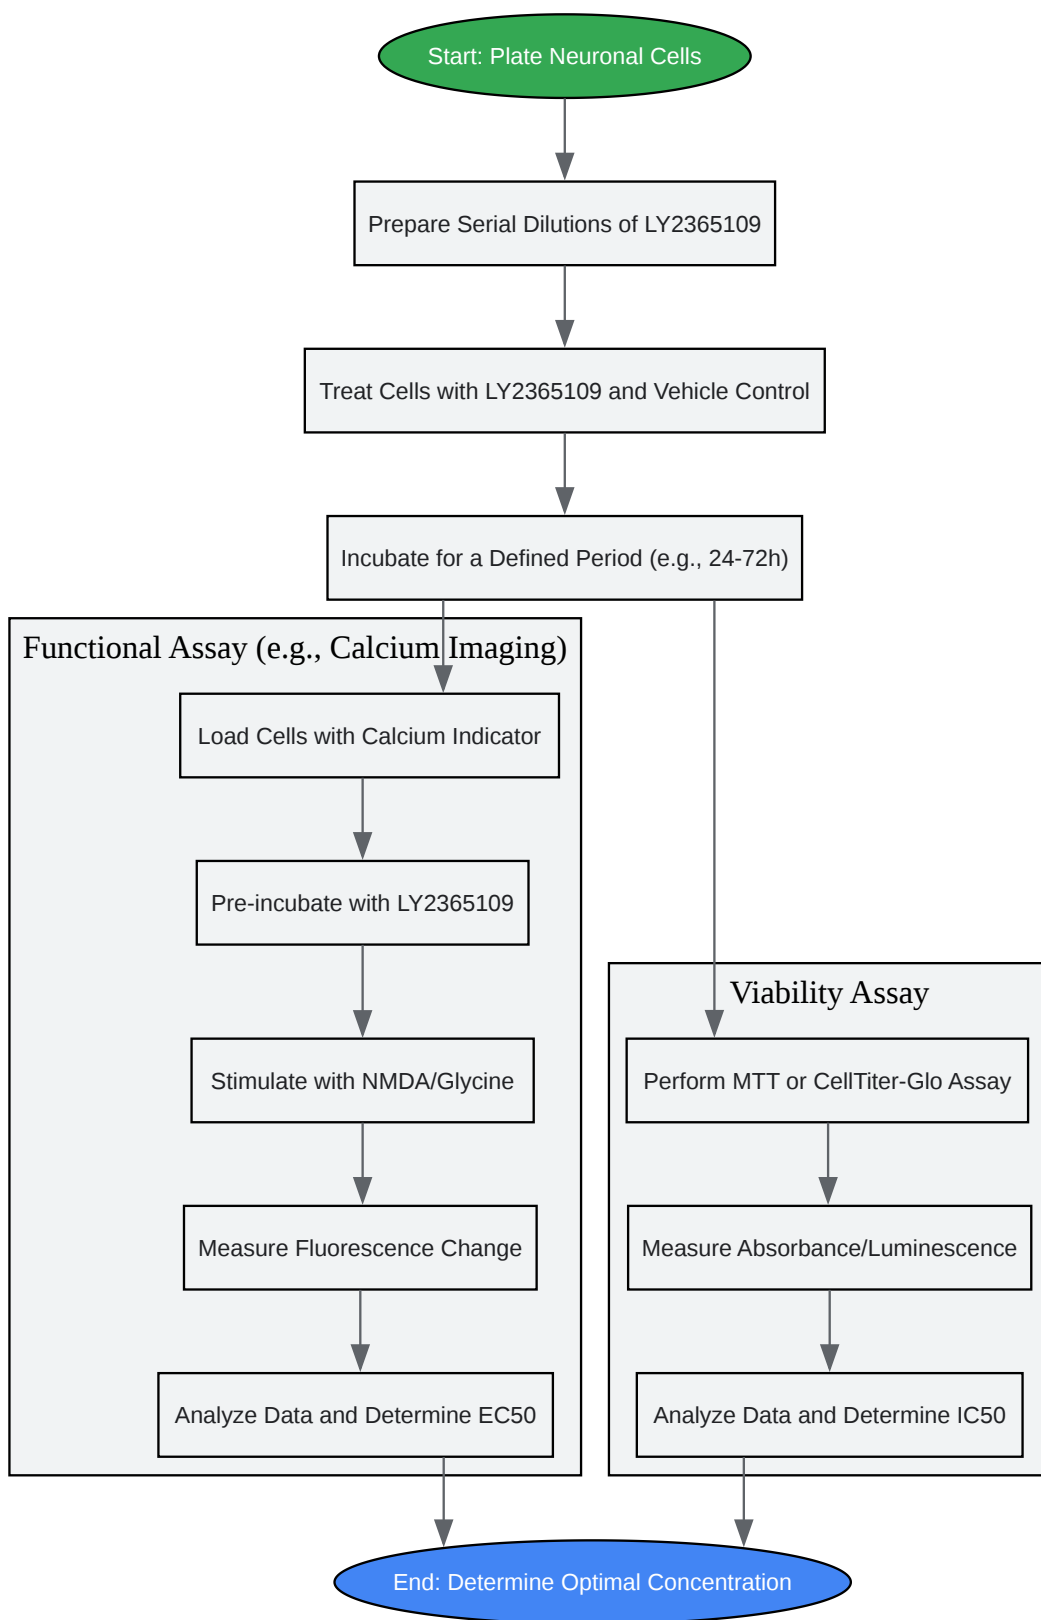 Start: Plate Neuronal Cells
Prepare Serial Dilutions of LY2365109
Treat Cells with LY2365109 and Vehicle Control
Incubate for a Defined Period (e.g., 24-72h)
Functional Assay (e.g., Calcium Imaging)
Load Cells with Calcium Indicator
Pre-incubate with LY2365109
Stimulate with NMDA/Glycine
Measure Fluorescence Change
Analyze Data and Determine EC50
Viability Assay
Perform MTT or CellTiter-Glo Assay
Measure Absorbance/Luminescence
Analyze Data and Determine IC50
End: Determine Optimal Concentration